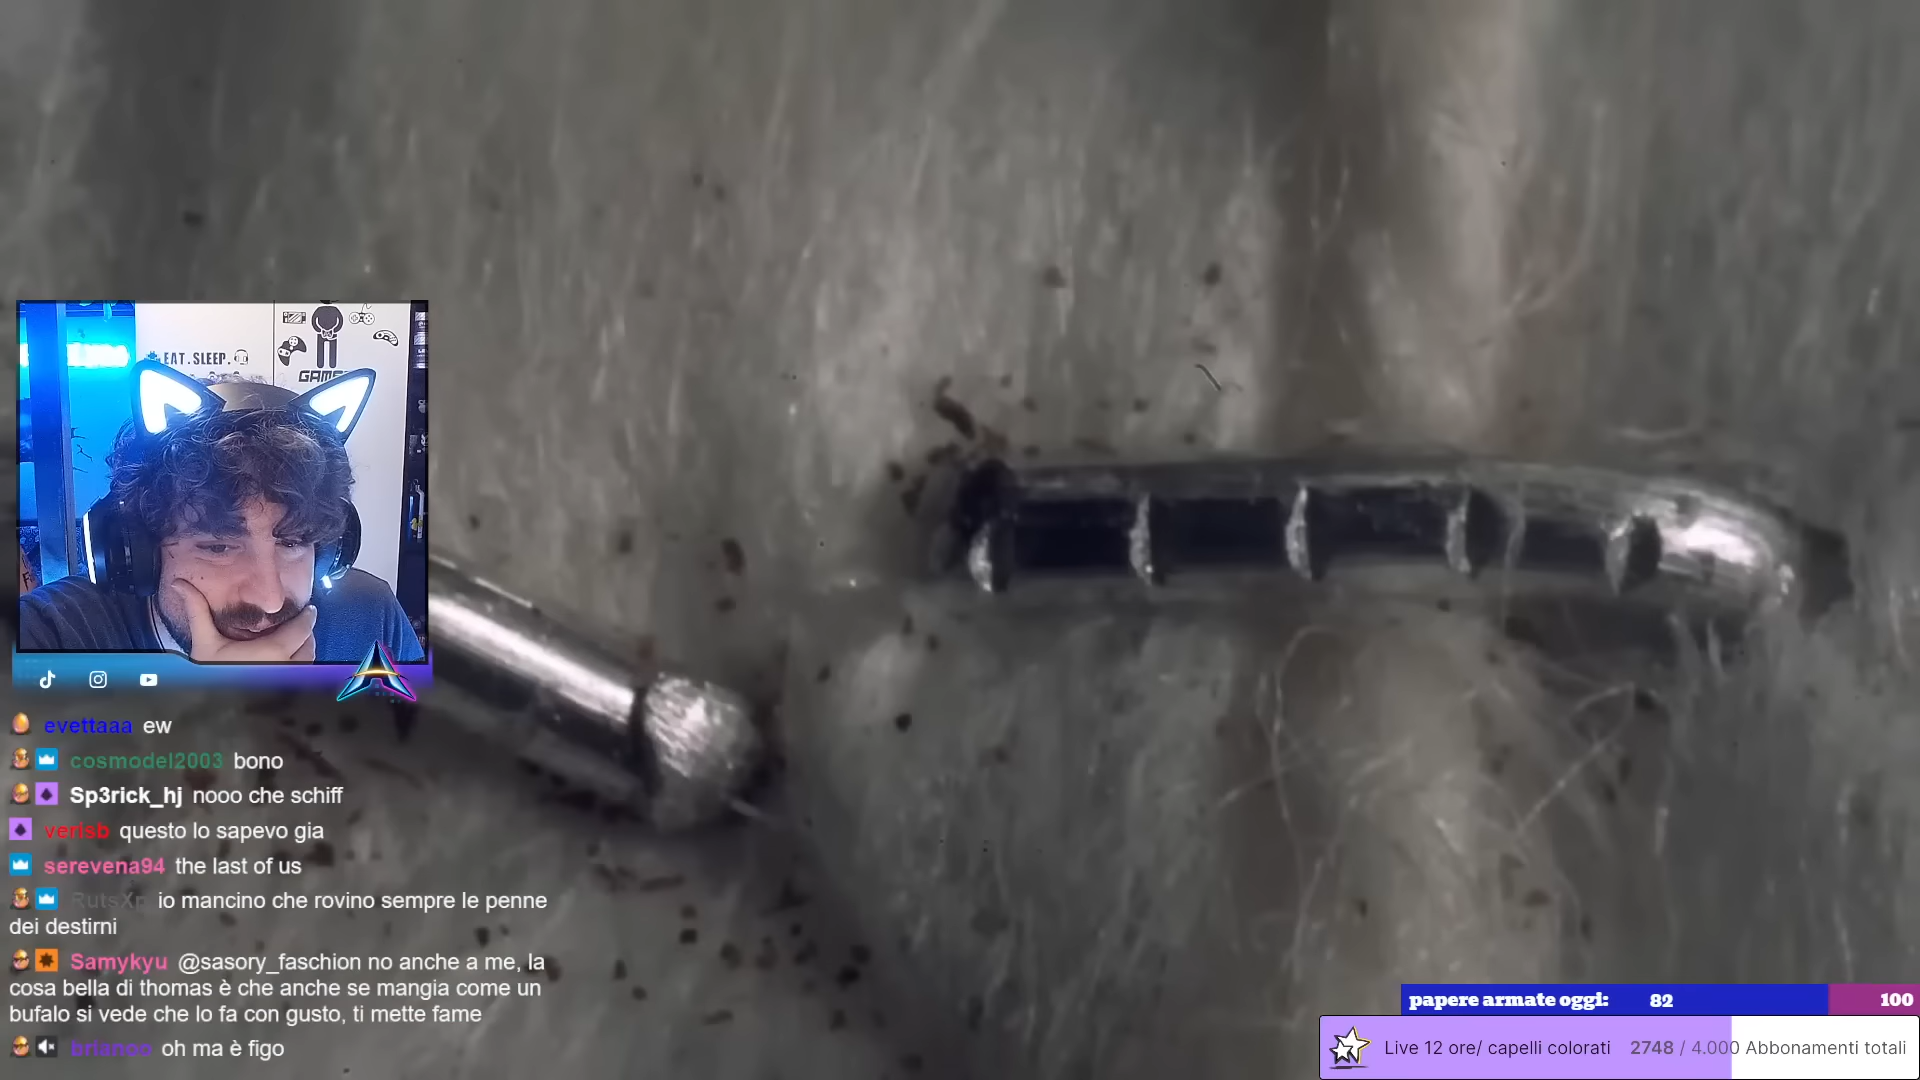 EAT.SLEEP.
evettaaa ew
cosmodel2003 bono
Sp3rick_hj nooo che schiff
verisb questo lo sapevo gia
serevena94 the last of us
RutsXp io mancino che rovino sempre le penne
dei destirni
Samykyu @sasory_faschion no anche a me, la
cosa bella di thomas è che anche se mangia come un
bufalo si vede che lo fa con gusto, ti mette fame
brianoo oh ma è figo
papere armate oggi: 82 100
Live 12 ore/ capelli colorati 2748 / 4.000 Abbonamenti totali